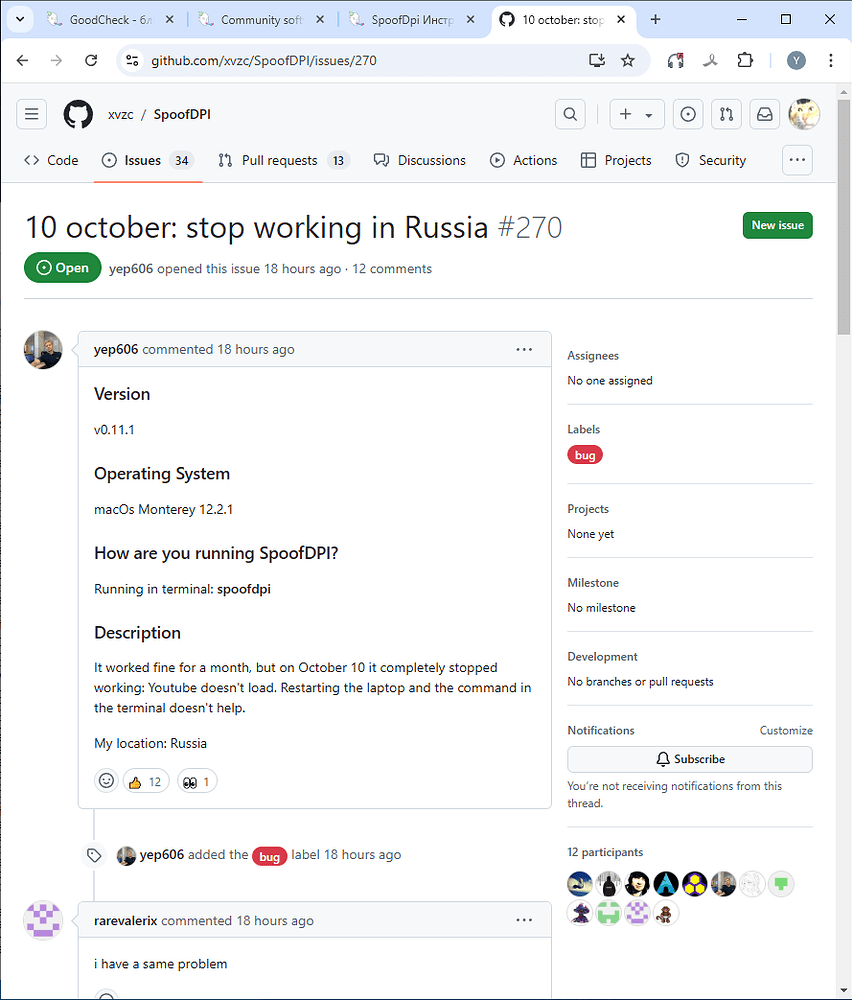 GoodCheck - бл
Community soft
SpoofDpi Инстр
10 october: stop
github.com/xvzc/SpoofDPI/issues/270
Y
xvzc / SpoofDPI
Code
Issues 34
Pull requests 13
Discussions
Actions
Projects
Security
10 october: stop working in Russia #270
New issue
Open
yep606 opened this issue 18 hours ago · 12 comments
yep606 commented 18 hours ago
Version
v0.11.1
Operating System
macOs Monterey 12.2.1
How are you running SpoofDPI?
Running in terminal: spoofdpi
Description
It worked fine for a month, but on October 10 it completely stopped
working: Youtube doesn't load. Restarting the laptop and the command in
the terminal doesn't help.
My location: Russia
12
1
yep606 added the bug label 18 hours ago
rarevalerix commented 18 hours ago
i have a same problem
Assignees
No one assigned
Labels
bug
Projects
None yet
Milestone
No milestone
Development
No branches or pull requests
Notifications
Customize
Subscribe
You're not receiving notifications from this
thread.
12 participants